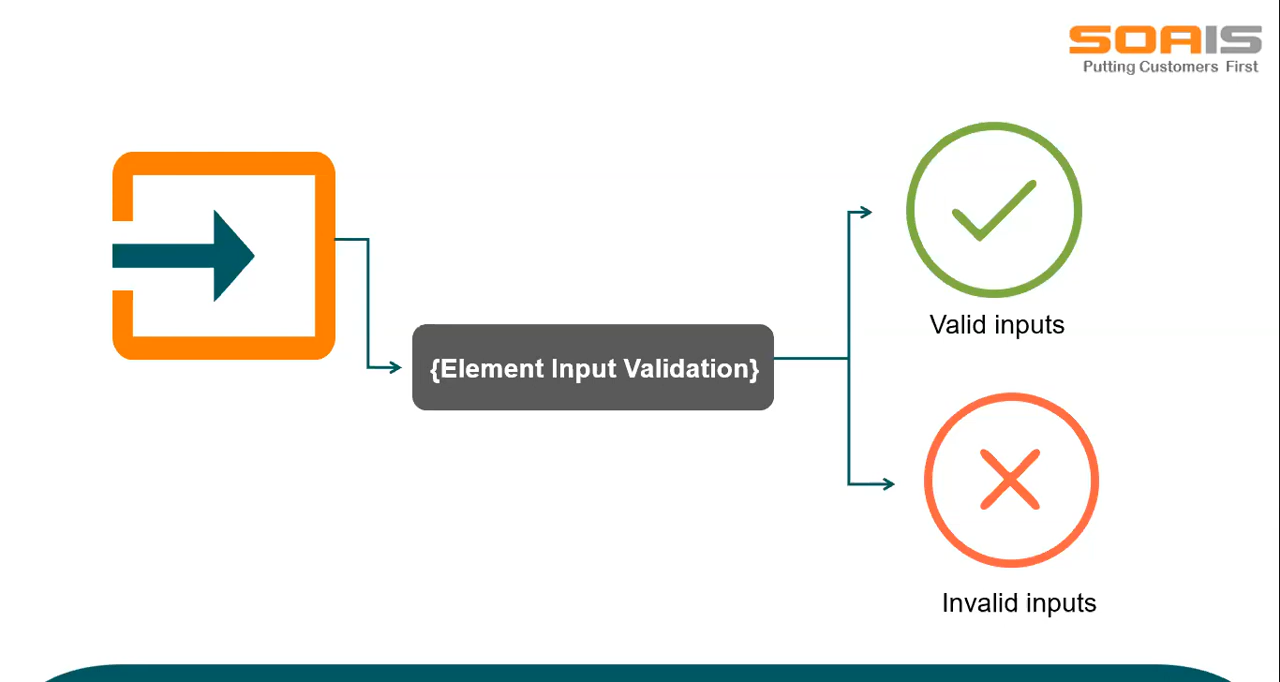 SOAIS
Putting Customers First
{Element Input Validation}
Valid inputs
Invalid inputs